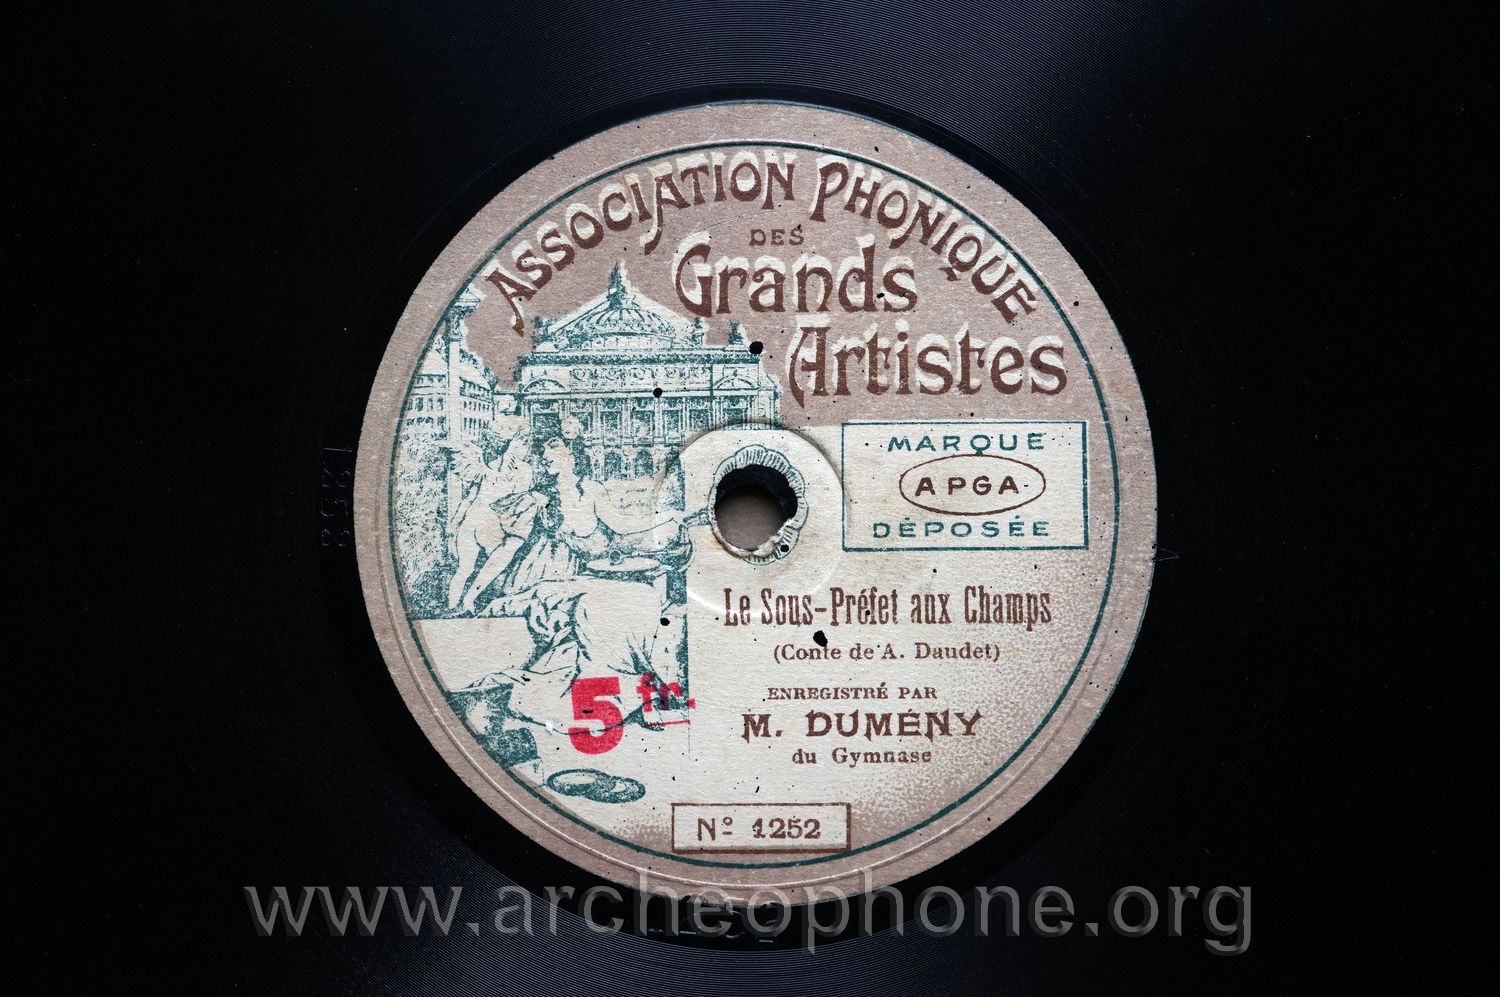 ASSOCIATION PHONIQUE
DES
Grands
Artistes
MARQUE
APGA
DÉPOSÉE
Le Sous-Préfet aux Champs
(Conte de A. Daudet)
ENREGISTRÉ PAR
M. DUMÉNY
du Gymnase
5 fr.
Nº 1252
www.archeophone.org